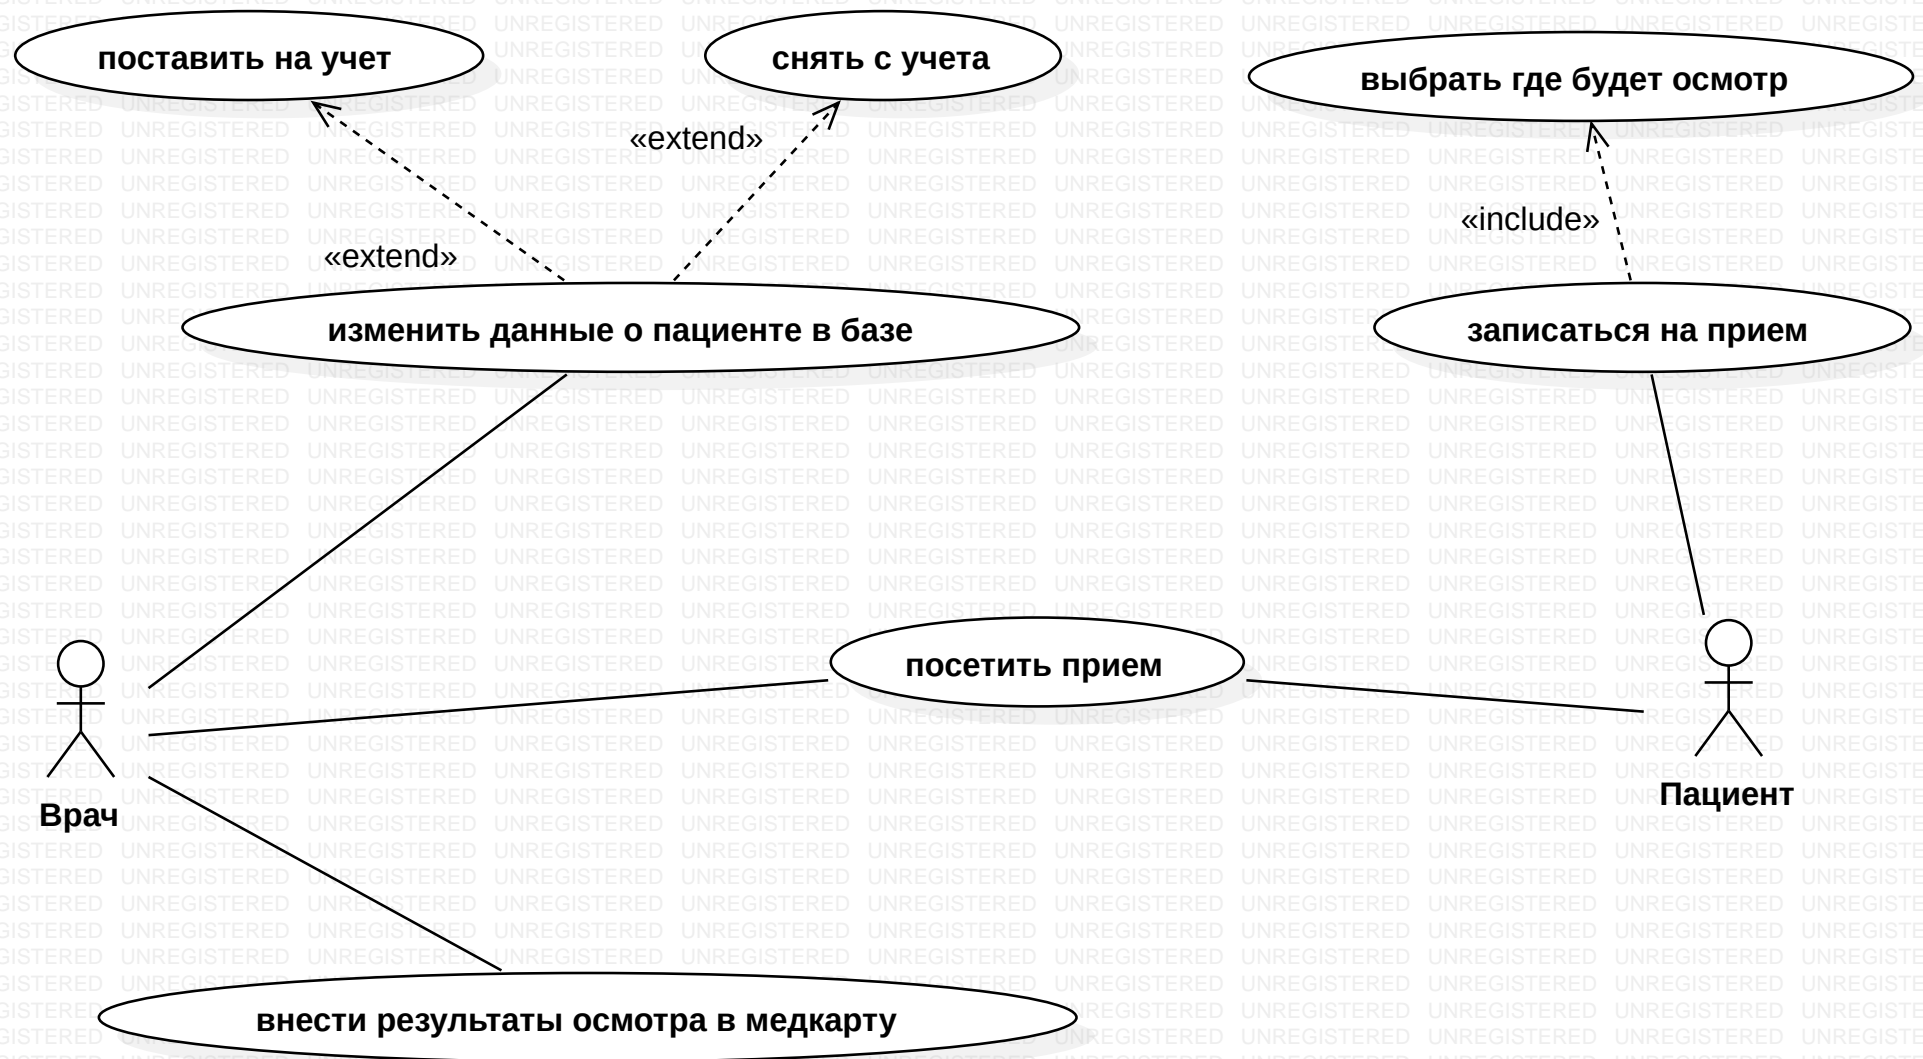 поставить на учет
снять с учета
выбрать где будет осмотр
«extend»
«include»
«extend»
изменить данные о пациенте в базе
записаться на прием
посетить прием
Врач
Пациент
внести результаты осмотра в медкарту
UNREGISTERED